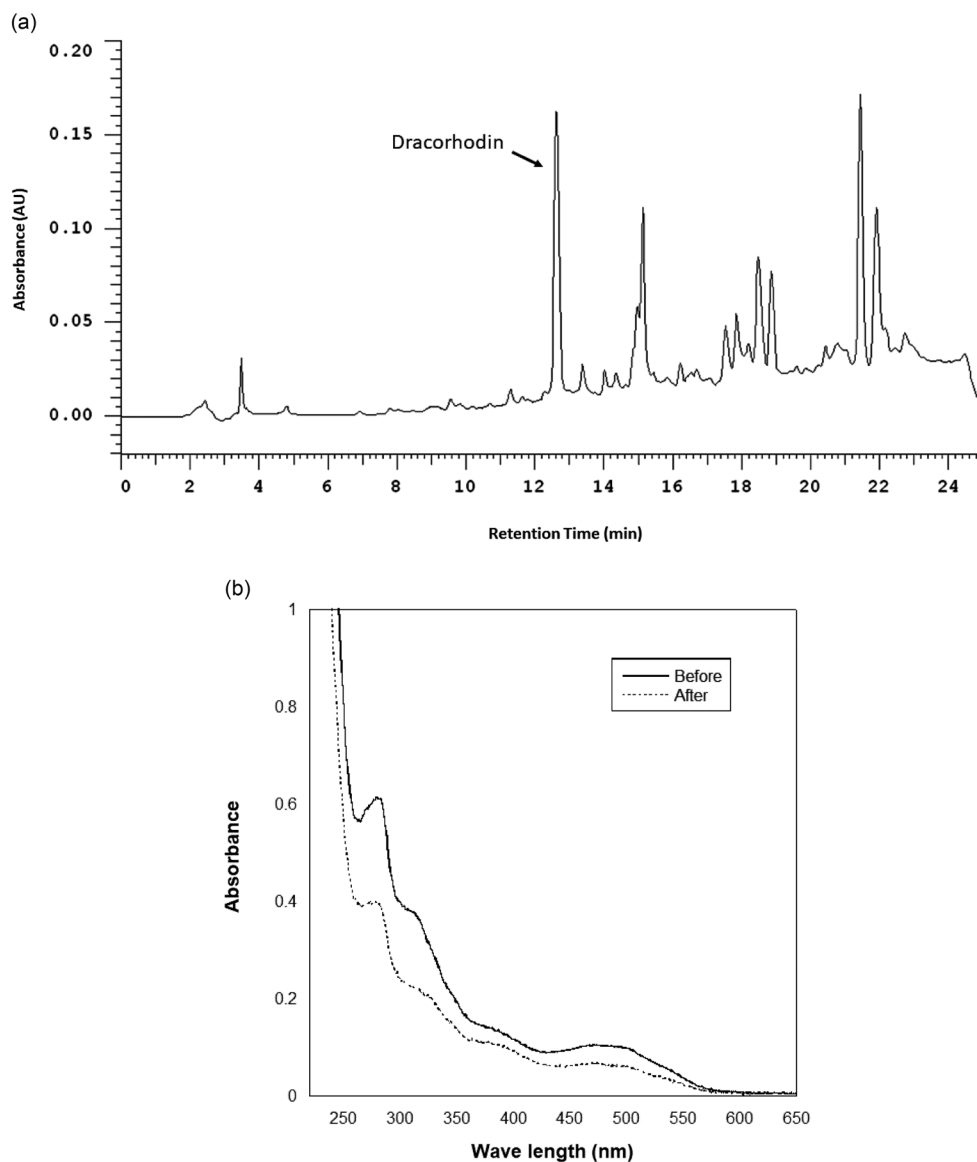 (a)
0.20
0.15
0.10
0.05
0.00
Absorbance(AU)
Dracorhodin
0 2 4 6 8 10 12 14 16 18 20 22 24
Retention Time (min)
(b)
1
0.8
0.6
0.4
0.2
0
Absorbance
Before
After
250 300 350 400 450 500 550 600 650
Wave length (nm)